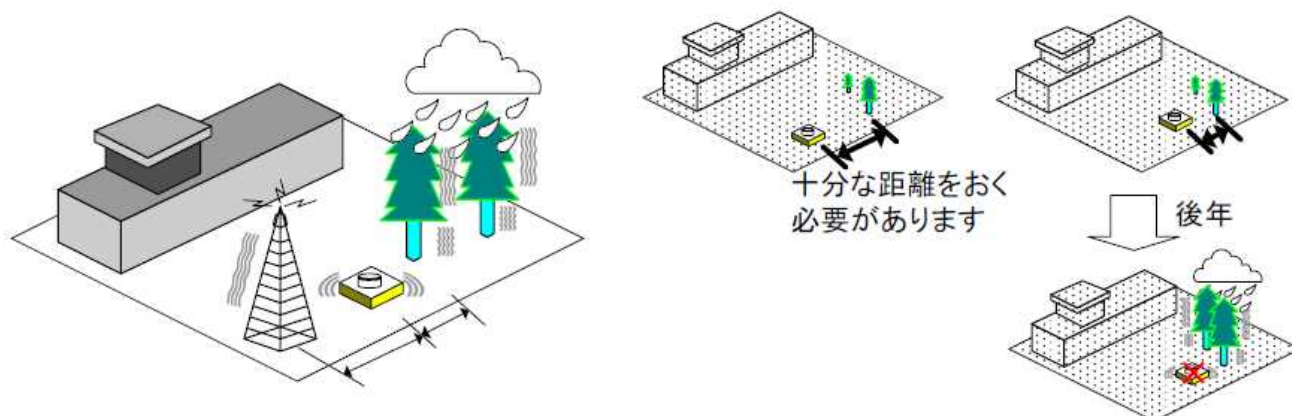 十分な距離をおく
必要があります
後年